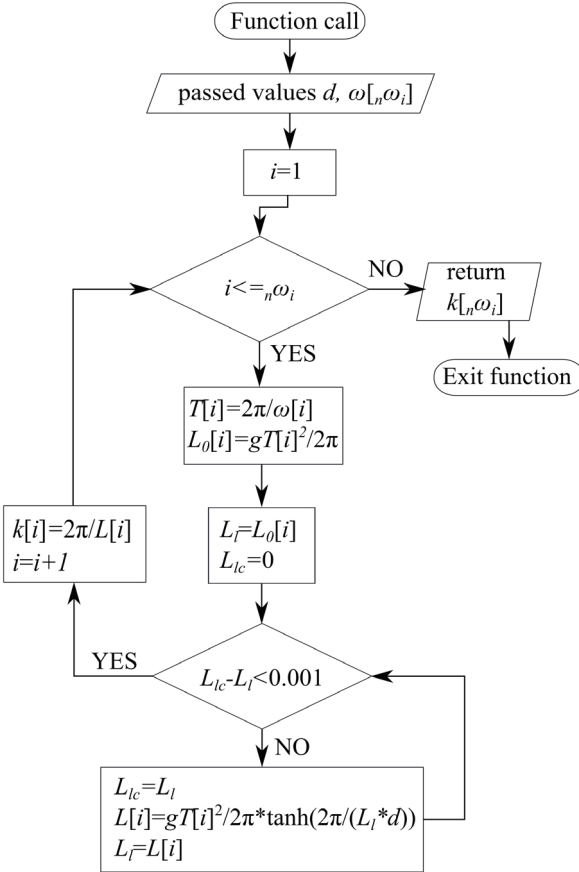 Function call
passed values d, ω[ₙωᵢ]
i=1
i<=ₙωᵢ
NO
return
k[ₙωᵢ]
Exit function
YES
T[i]=2π/ω[i]
L₀[i]=gT[i]²/2π
k[i]=2π/L[i]
i=i+1
Lₗ=L₀[i]
Lₗc=0
YES
Lₗc-Lₗ<0.001
NO
Lₗc=Lₗ
L[i]=gT[i]²/2π*tanh(2π/(Lₗ*d))
Lₗ=L[i]